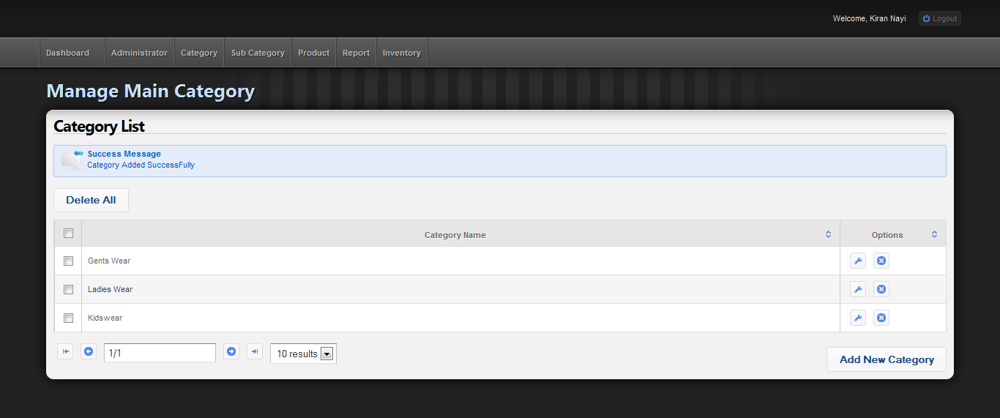 Welcome, Kiran Nayi
Logout
Dashboard
Administrator
Category
Sub Category
Product
Report
Inventory
Manage Main Category
Category List
Success Message
Category Added SuccessFully
Delete All
Category Name
Options
Gents Wear
Ladies Wear
Kidswear
1/1
10 results
Add New Category